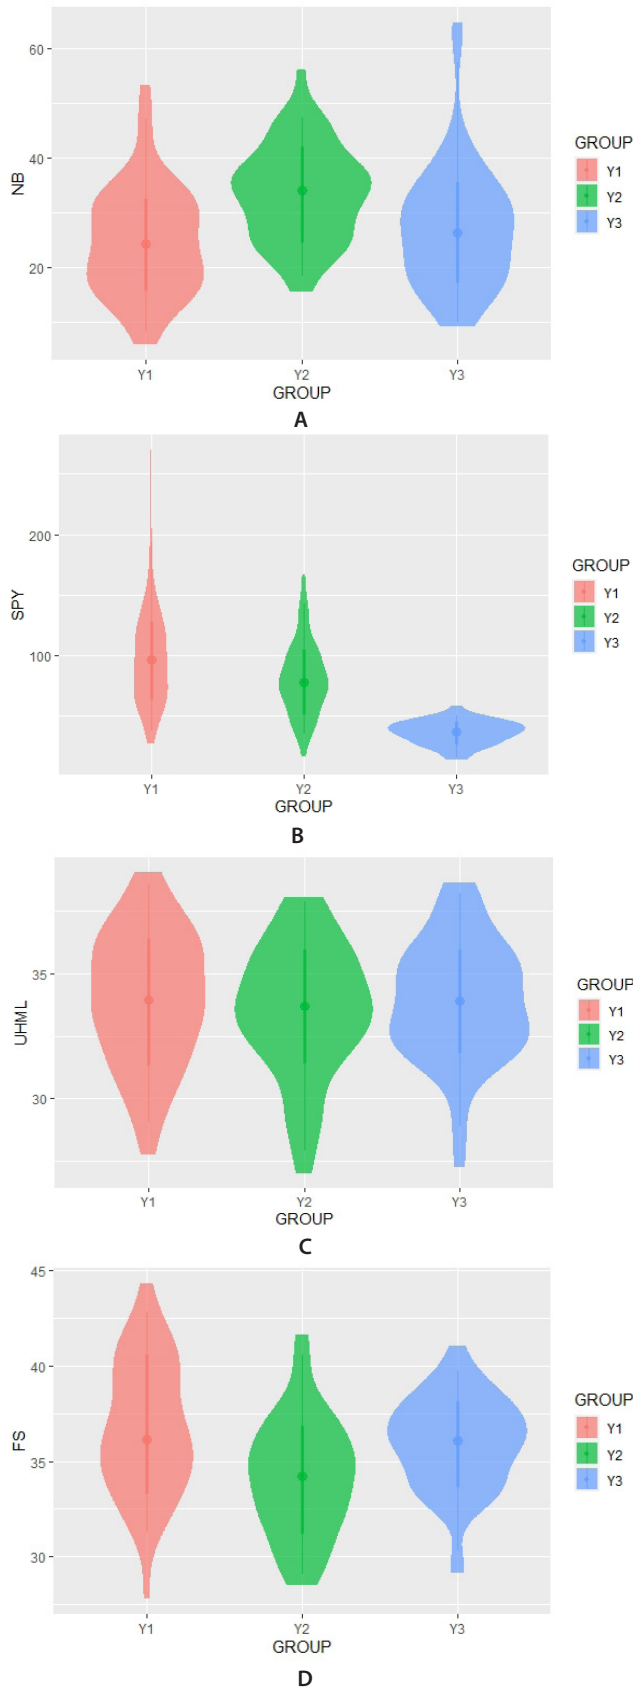 60
40
20
NB
Y1 Y2 Y3
GROUP
GROUP
Y1
Y2
Y3
A
200
100
SPY
Y1 Y2 Y3
GROUP
GROUP
Y1
Y2
Y3
B
35
30
UHML
Y1 Y2 Y3
GROUP
GROUP
Y1
Y2
Y3
C
45
40
35
30
FS
Y1 Y2 Y3
GROUP
GROUP
Y1
Y2
Y3
D